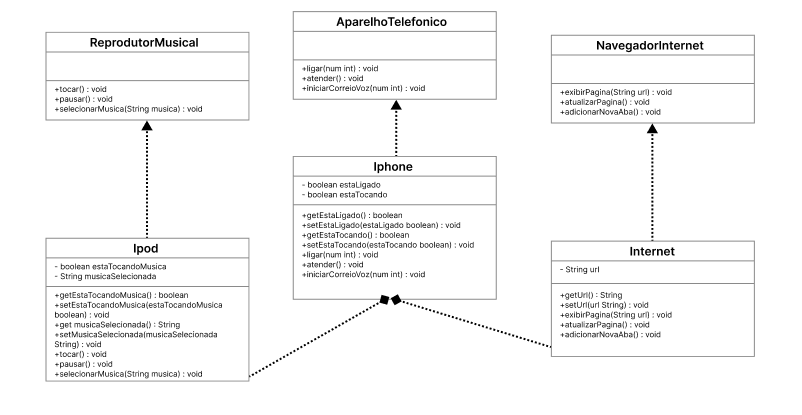 ReprodutorMusical
+tocar() : void
+pausar() : void
+selecionarMusica(String musica) : void
AparelhoTelefonico
+ligar(num int) : void
+atender() : void
+iniciarCorreioVoz(num int) : void
NavegadorInternet
+exibirPagina(String url) : void
+atualizarPagina() : void
+adicionarNovaAba() : void
Iphone
- boolean estaLigado
- boolean estaTocando
+getEstaLigado() : boolean
+setEstaLigado(estaLigado boolean) : void
+getEstaTocando() : boolean
+setEstaTocando(estaTocando boolean) : void
+ligar(num int) : void
+atender() : void
+iniciarCorreioVoz(num int) : void
Ipod
- boolean estaTocandoMusica
- String musicaSelecionada
+getEstaTocandoMusica() : boolean
+setEstaTocandoMusica(estaTocandoMusica
boolean) : void
+get musicaSelecionada() : String
+setMusicaSelecionada(musicaSelecionada
String) : void
+tocar() : void
+pausar() : void
+selecionarMusica(String musica) : void
Internet
- String url
+getUrl() : String
+setUrl(url String) : void
+exibirPagina(String url) : void
+atualizarPagina() : void
+adicionarNovaAba() : void